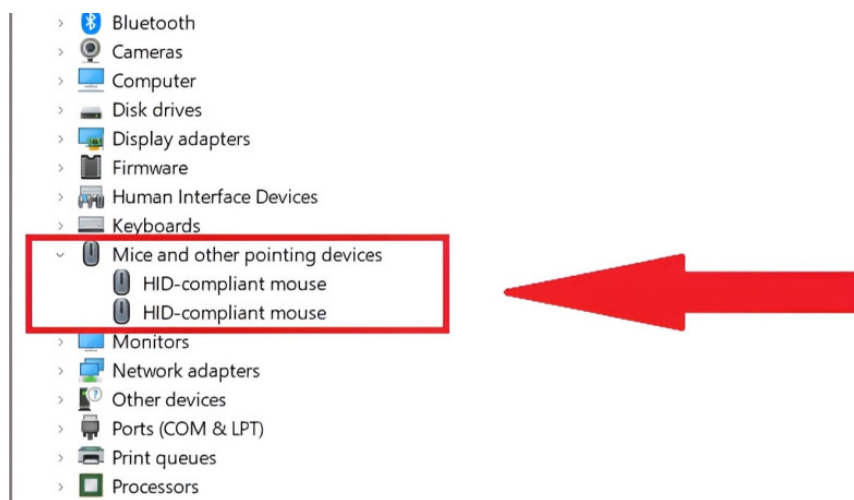 Bluetooth
Cameras
Computer
Disk drives
Display adapters
Firmware
Human Interface Devices
Keyboards
Mice and other pointing devices
HID-compliant mouse
HID-compliant mouse
Monitors
Network adapters
Other devices
Ports (COM & LPT)
Print queues
Processors